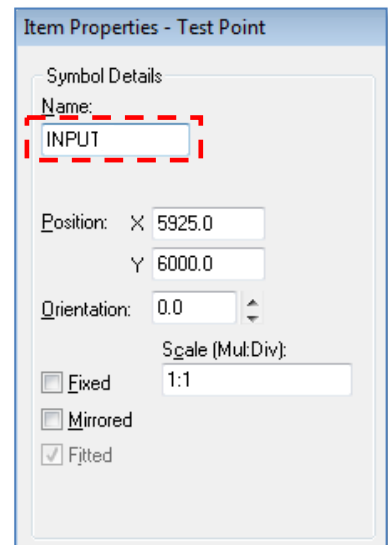 Item Properties - Test Point
Symbol Details
Name:
INPUT
Position: X 5925.0
Y 6000.0
Orientation: 0.0
Scale (Mul:Div):
Fixed 1:1
Mirrored
Fitted